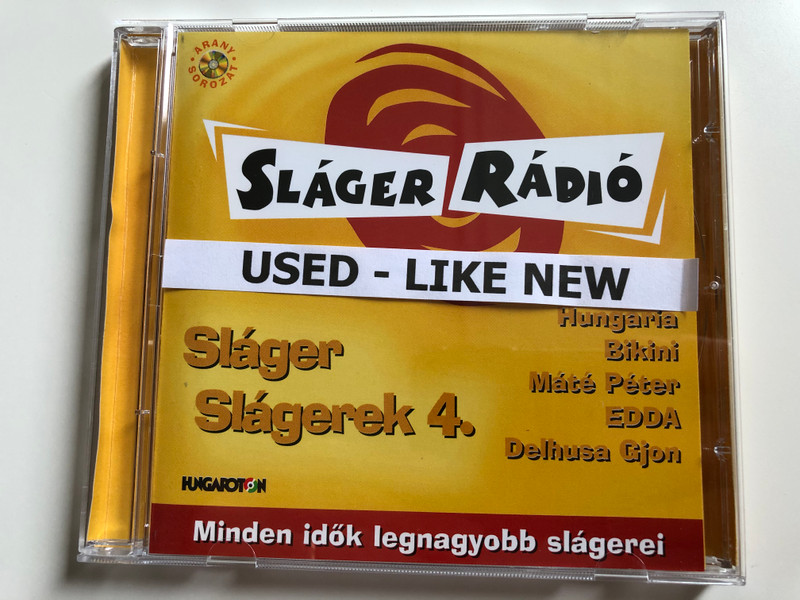 ARANY
SOROZAT
SLÁGER RÁDIÓ
USED - LIKE NEW
Hungaria
Bikini
Máté Péter
EDDA
Delhusa Gjon
Sláger
Slágerek 4.
HUNGAROTON
Minden idők legnagyobb slágerei